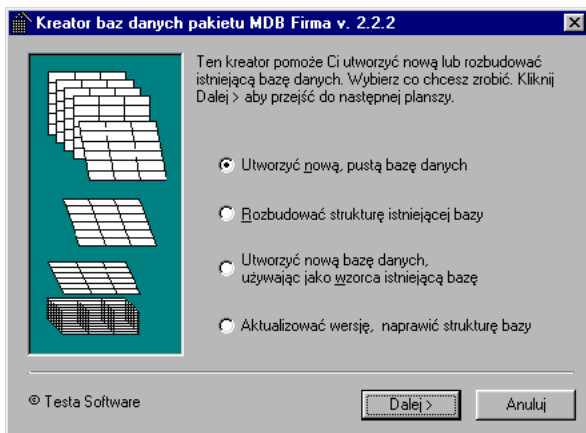 Kreator baz danych pakietu MDB Firma v. 2.2.2
Ten kreator pomoże Ci utworzyć nową lub rozbudować
istniejącą bazę danych. Wybierz co chcesz zrobić. Kliknij
Dalej > aby przejść do następnej planszy.
Utworzyć nową, pustą bazę danych
Rozbudować strukturę istniejącej bazy
Utworzyć nową bazę danych,
używając jako wzorca istniejącą bazę
Aktualizować wersję, naprawić strukturę bazy
© Testa Software
Dalej >
Anuluj